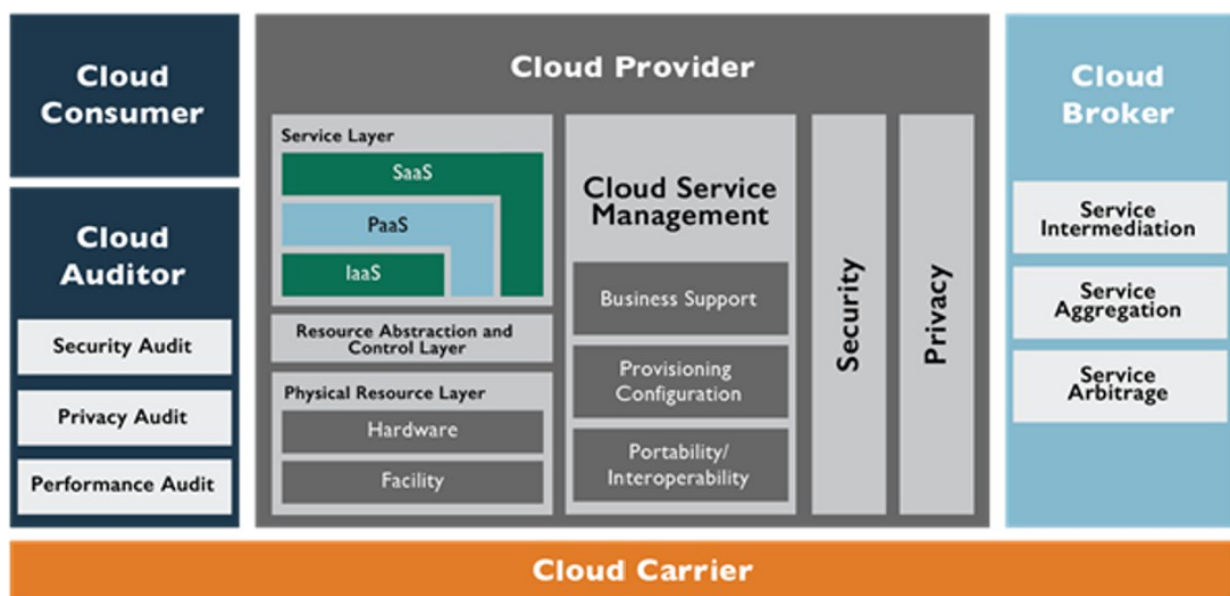 Cloud
Consumer
Cloud
Auditor
Security Audit
Privacy Audit
Performance Audit
Cloud Provider
Service Layer
SaaS
PaaS
IaaS
Resource Abstraction and
Control Layer
Physical Resource Layer
Hardware
Facility
Cloud Service
Management
Business Support
Provisioning
Configuration
Portability/
Interoperability
Security
Privacy
Cloud
Broker
Service
Intermediation
Service
Aggregation
Service
Arbitrage
Cloud Carrier